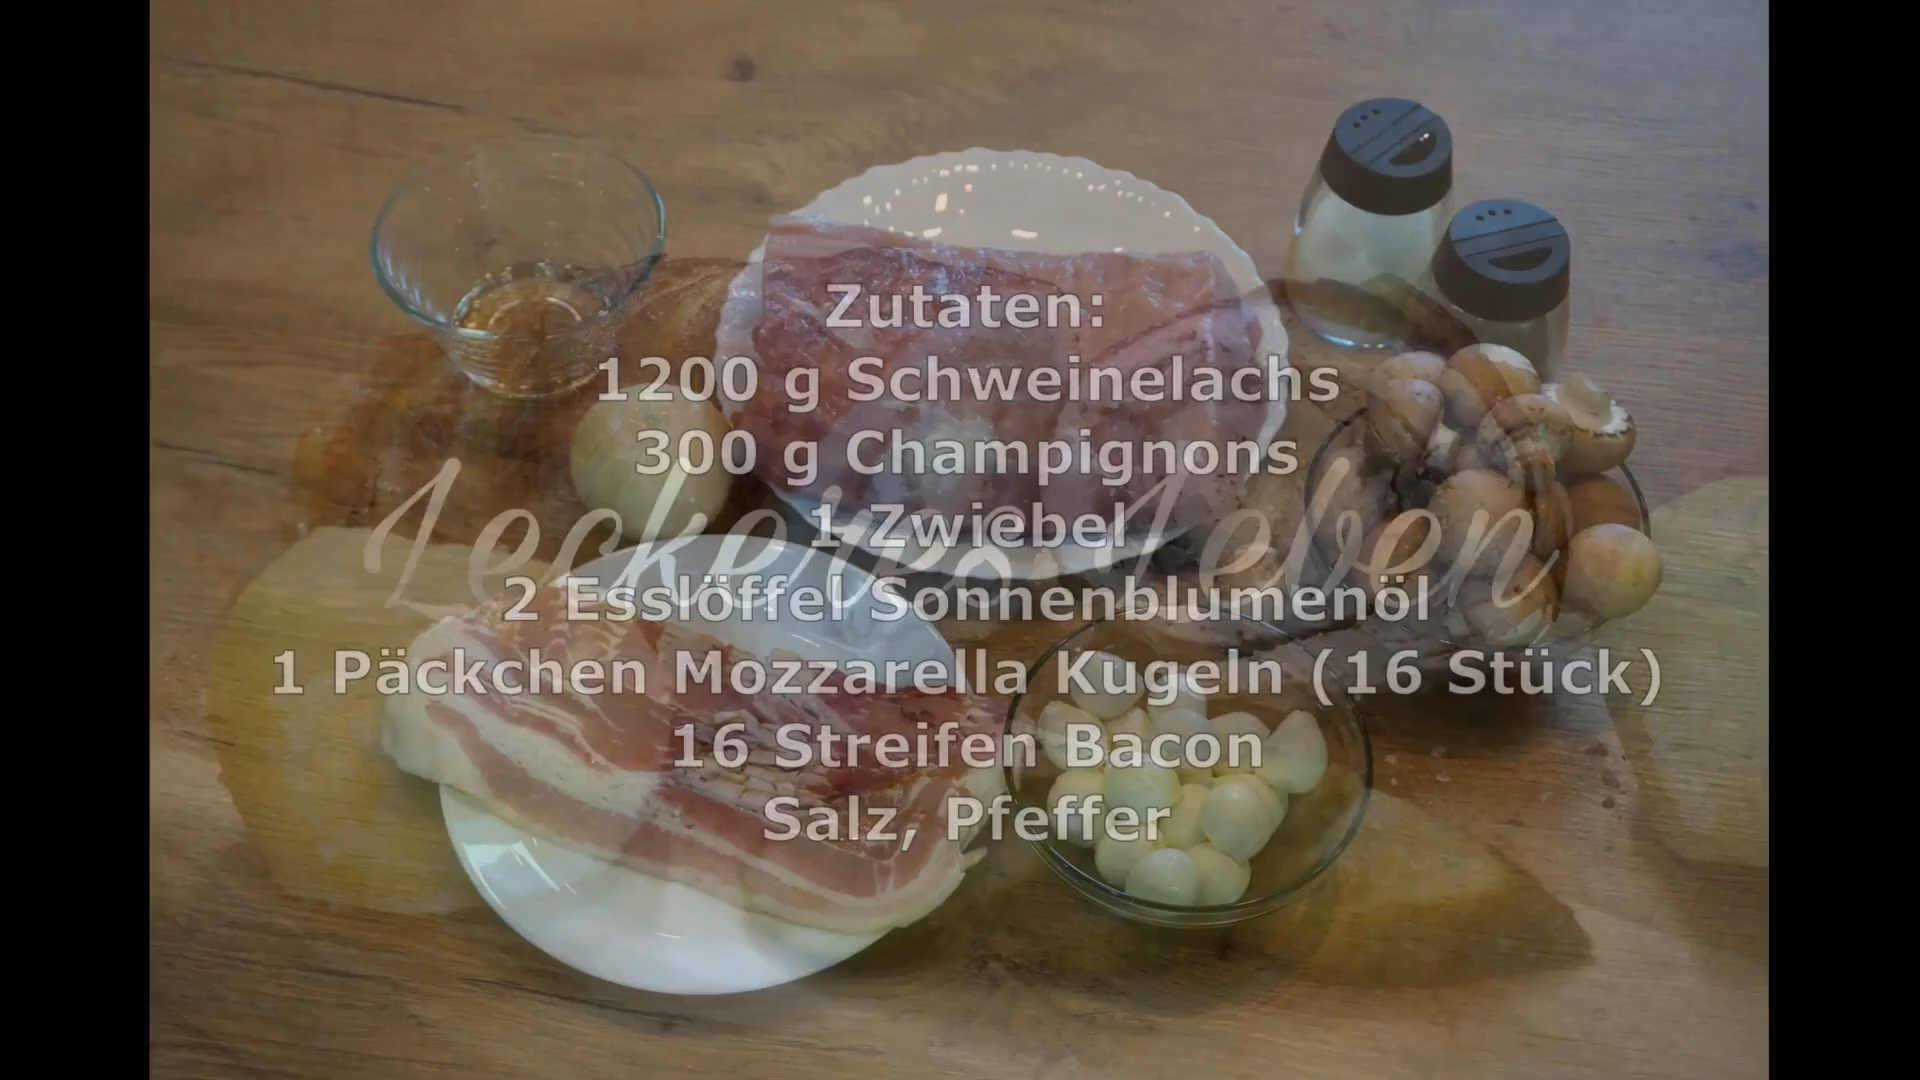 Zutaten:
1200 g Schweinelachs
300 g Champignons
1 Zwiebel
Leckeres Leben
2 Esslöffel Sonnenblumenöl
1 Päckchen Mozzarella Kugeln (16 Stück)
16 Streifen Bacon
Salz, Pfeffer